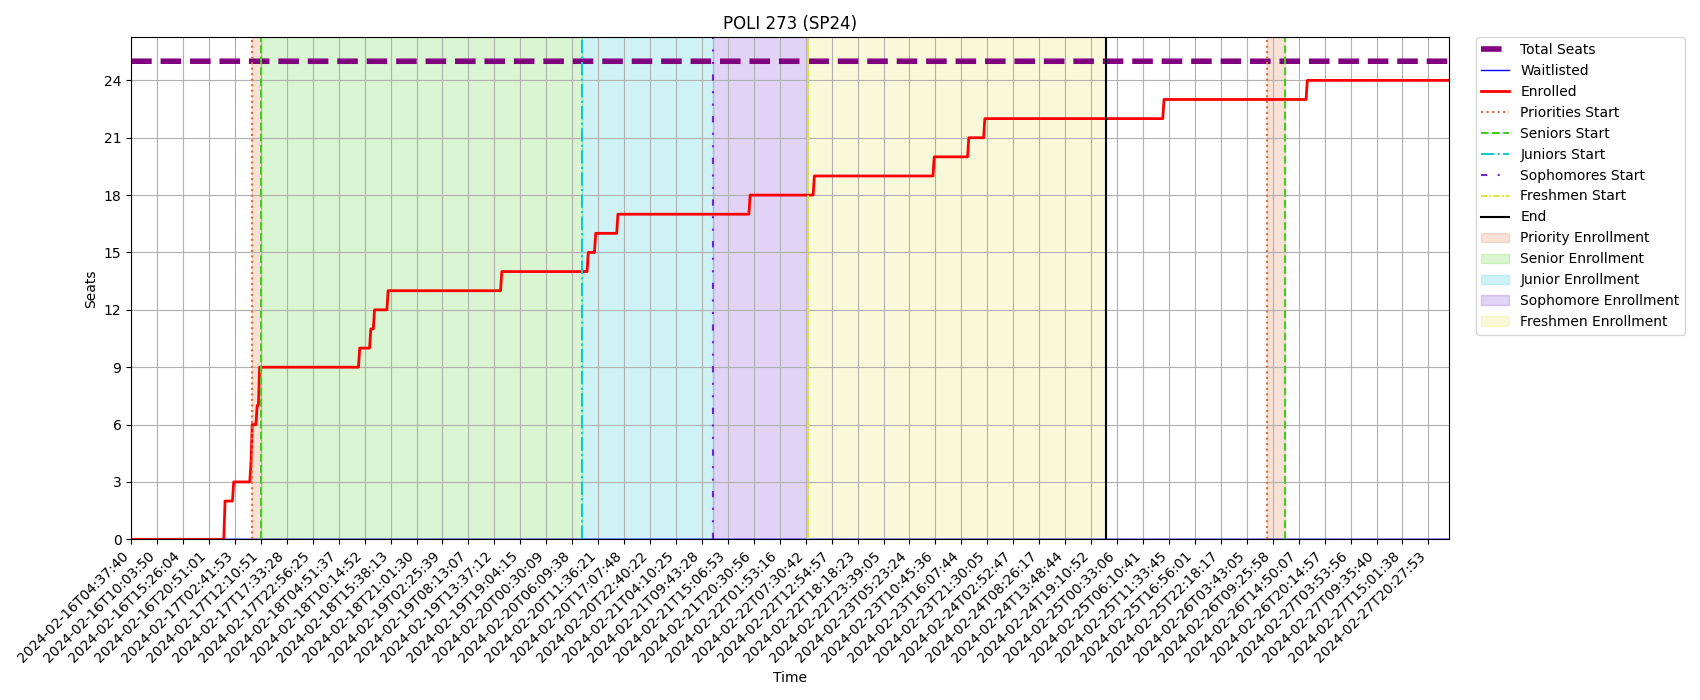 POLI 273 (SP24)
Total Seats
Waitlisted
Enrolled
Priorities Start
Seniors Start
Juniors Start
Sophomores Start
Freshmen Start
End
Priority Enrollment
Senior Enrollment
Junior Enrollment
Sophomore Enrollment
Freshmen Enrollment
Seats
24
21
18
15
12
9
6
3
0
2024-02-16T04:37:40
2024-02-16T10:03:50
2024-02-16T15:26:04
2024-02-16T20:51:01
2024-02-17T02:41:53
2024-02-17T12:10:51
2024-02-17T17:33:28
2024-02-17T22:56:25
2024-02-18T04:51:37
2024-02-18T10:14:52
2024-02-18T15:38:13
2024-02-18T21:01:30
2024-02-19T02:25:39
2024-02-19T08:13:07
2024-02-19T13:37:12
2024-02-19T19:04:15
2024-02-20T00:30:09
2024-02-20T06:09:38
2024-02-20T11:36:21
2024-02-20T17:07:48
2024-02-20T22:40:22
2024-02-21T04:10:25
2024-02-21T09:43:28
2024-02-21T15:06:53
2024-02-21T20:30:56
2024-02-22T01:53:16
2024-02-22T07:30:42
2024-02-22T12:54:57
2024-02-22T18:18:23
2024-02-22T23:39:05
2024-02-23T05:23:24
2024-02-23T10:45:36
2024-02-23T16:07:44
2024-02-23T21:30:05
2024-02-24T02:52:47
2024-02-24T08:26:17
2024-02-24T13:48:44
2024-02-24T19:10:52
2024-02-25T00:33:06
2024-02-25T06:10:41
2024-02-25T11:33:45
2024-02-25T16:56:01
2024-02-25T22:18:17
2024-02-26T03:43:05
2024-02-26T09:25:58
2024-02-26T14:50:07
2024-02-26T20:14:57
2024-02-27T03:53:56
2024-02-27T09:35:40
2024-02-27T15:01:38
2024-02-27T20:27:53
Time